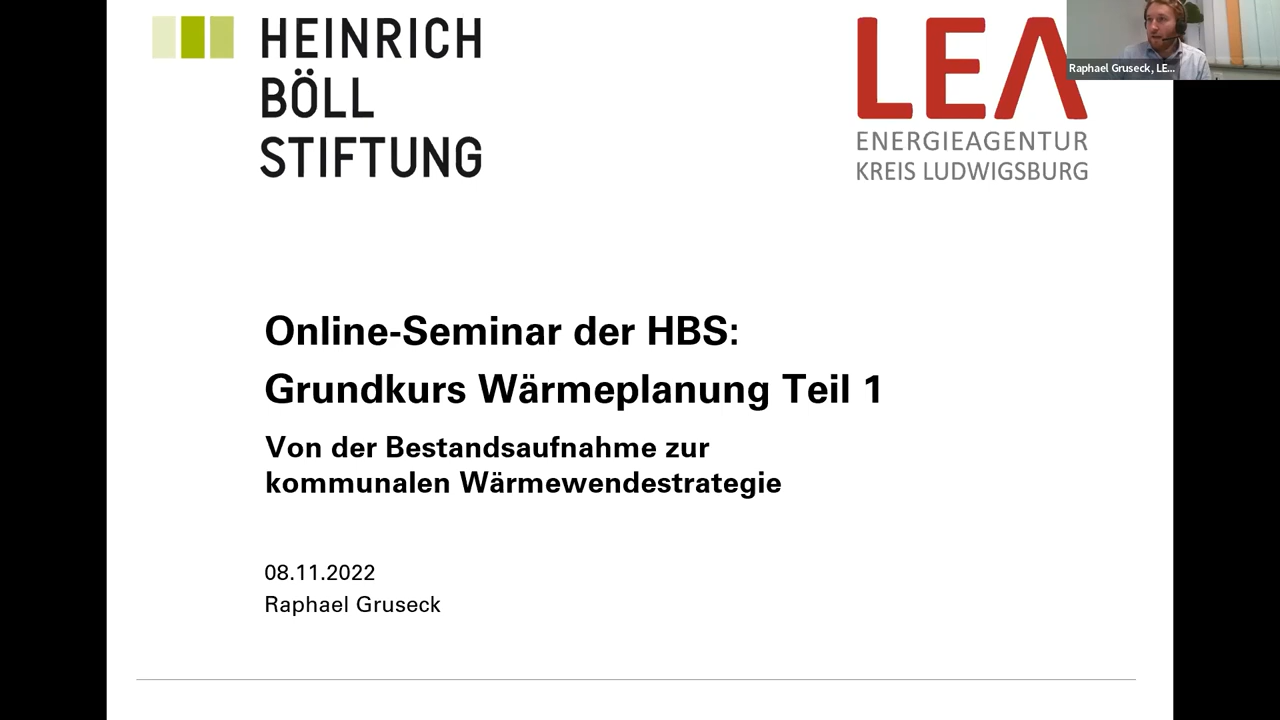 HEINRICH
BÖLL
STIFTUNG
LEA
ENERGIEAGENTUR
KREIS LUDWIGSBURG
Raphael Gruseck, LE...
Online-Seminar der HBS:
Grundkurs Wärmeplanung Teil 1
Von der Bestandsaufnahme zur
kommunalen Wärmewendestrategie
08.11.2022
Raphael Gruseck